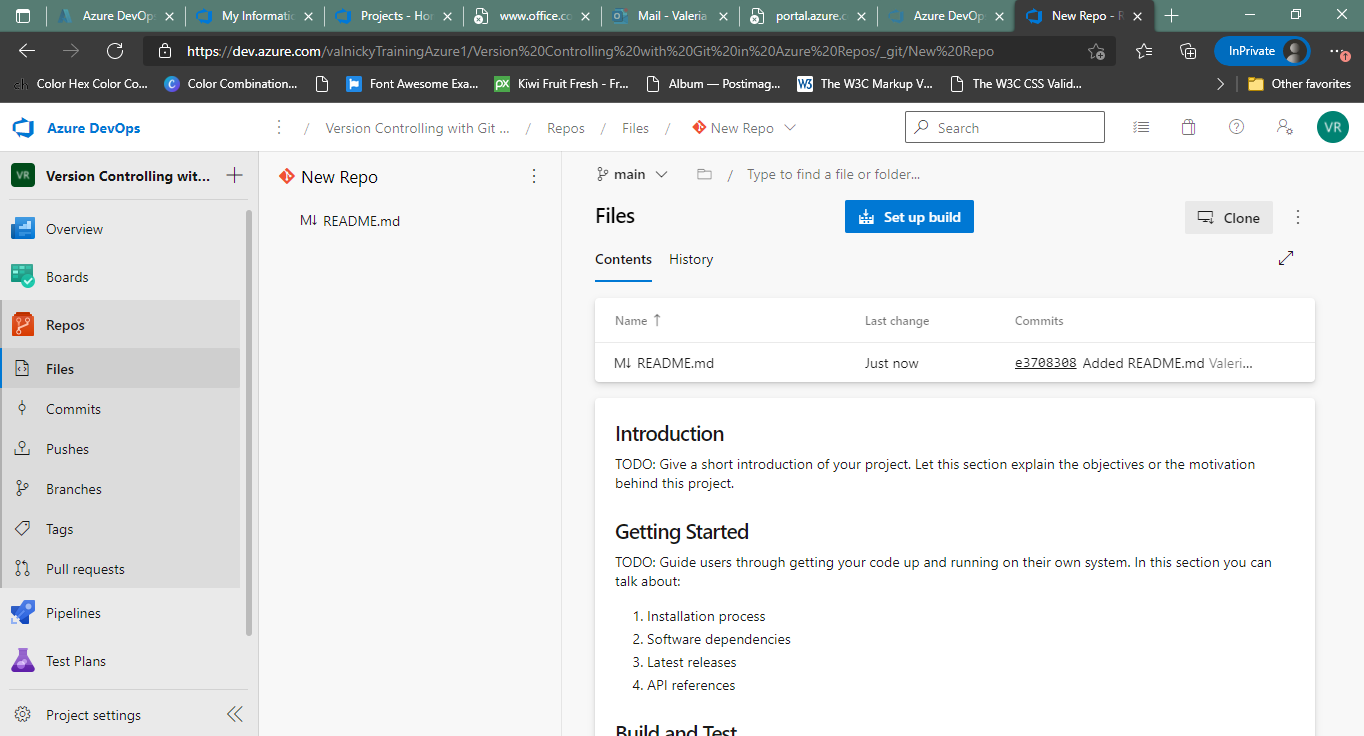 Azure DevOp
My Informati
Projects - Hor
www.office.cc
Mail - Valeria
portal.azure.c
Azure DevOp
New Repo - R
https://dev.azure.com/valnickyTrainingAzure1/Version%20Controlling%20with%20Git%20in%20Azure%20Repos/_git/New%20Repo
InPrivate
Color Hex Color Co...
Color Combination...
Font Awesome Exa...
Kiwi Fruit Fresh - Fr...
Album — Postimag...
The W3C Markup V...
The W3C CSS Valid...
Other favorites
Azure DevOps
/ Version Controlling with Git ... / Repos / Files / New Repo
Search
VR
VR Version Controlling wit...
Overview
Boards
Repos
Files
Commits
Pushes
Branches
Tags
Pull requests
Pipelines
Test Plans
Project settings
New Repo
M↓ README.md
main / Type to find a file or folder...
Files
Set up build
Clone
Contents History
Name ↑ Last change Commits
M↓ README.md Just now e3708308 Added README.md Valeri...
Introduction
TODO: Give a short introduction of your project. Let this section explain the objectives or the motivation
behind this project.
Getting Started
TODO: Guide users through getting your code up and running on their own system. In this section you can
talk about:
1. Installation process
2. Software dependencies
3. Latest releases
4. API references
Build and Test